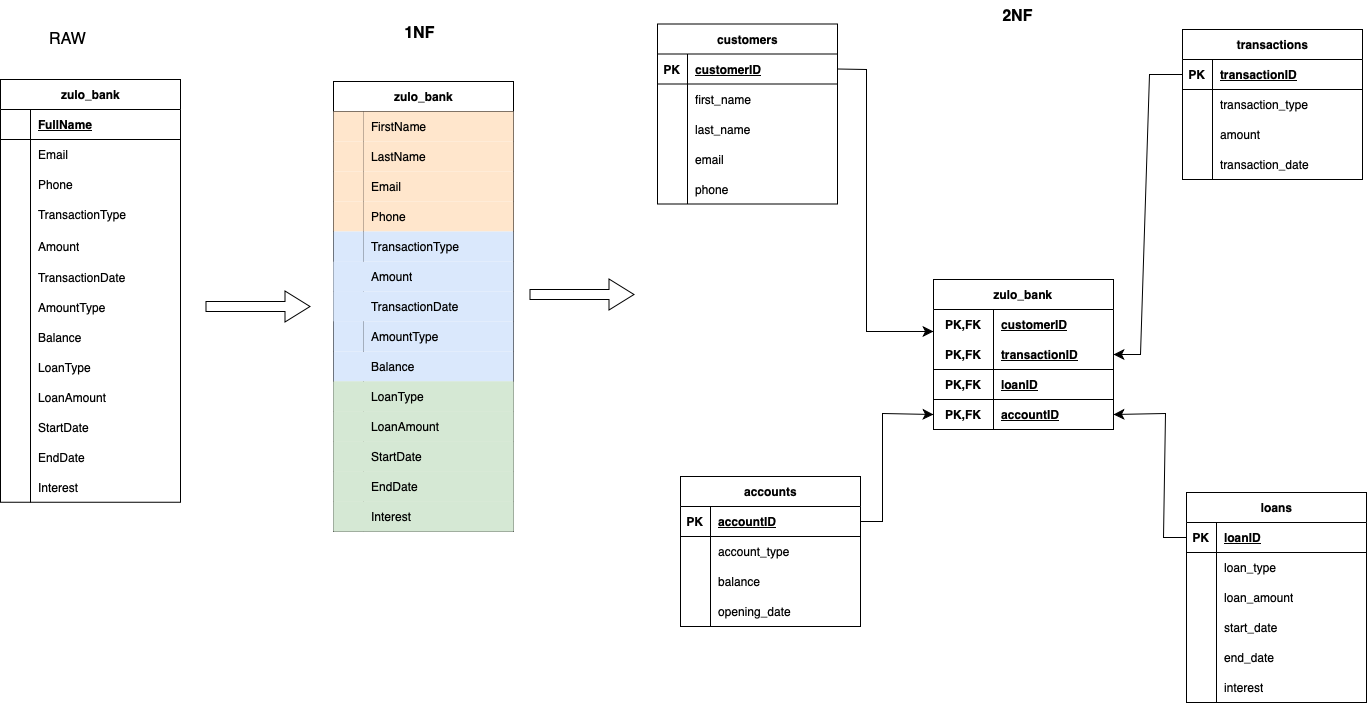 RAW
zulo_bank
FullName
Email
Phone
TransactionType
Amount
TransactionDate
AmountType
Balance
LoanType
LoanAmount
StartDate
EndDate
Interest
1NF
zulo_bank
FirstName
LastName
Email
Phone
TransactionType
Amount
TransactionDate
AmountType
Balance
LoanType
LoanAmount
StartDate
EndDate
Interest
2NF
customers
PK customerID
first_name
last_name
email
phone
transactions
PK transactionID
transaction_type
amount
transaction_date
zulo_bank
PK,FK customerID
PK,FK transactionID
PK,FK loanID
PK,FK accountID
accounts
PK accountID
account_type
balance
opening_date
loans
PK loanID
loan_type
loan_amount
start_date
end_date
interest